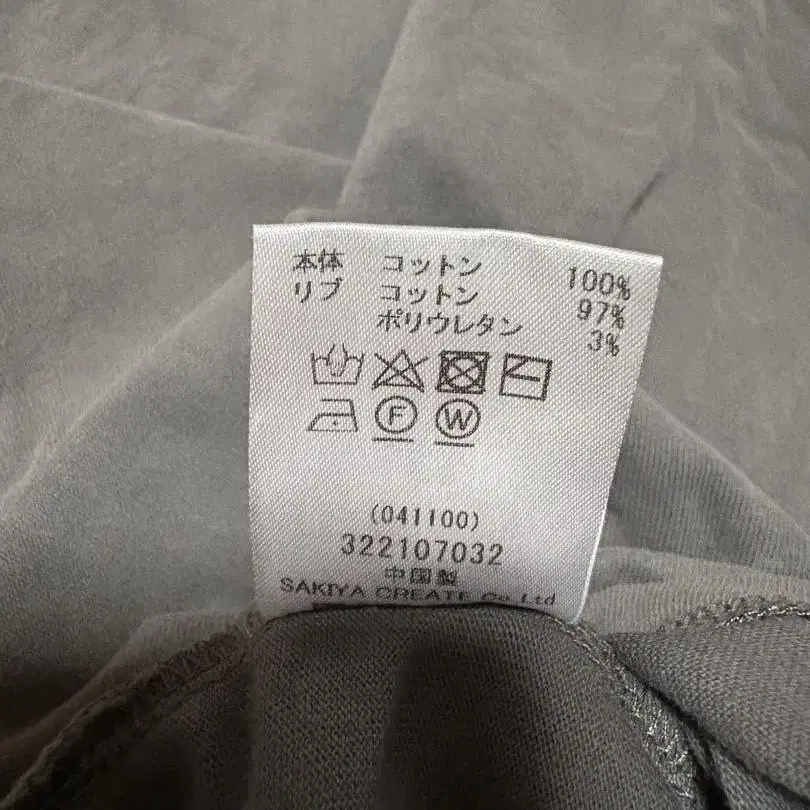 本体 コットン 100%
リブ コットン 97%
ポリウレタン 3%
F W
(041100)
322107032
中国製
SAKIYA CREATE Co.Ltd